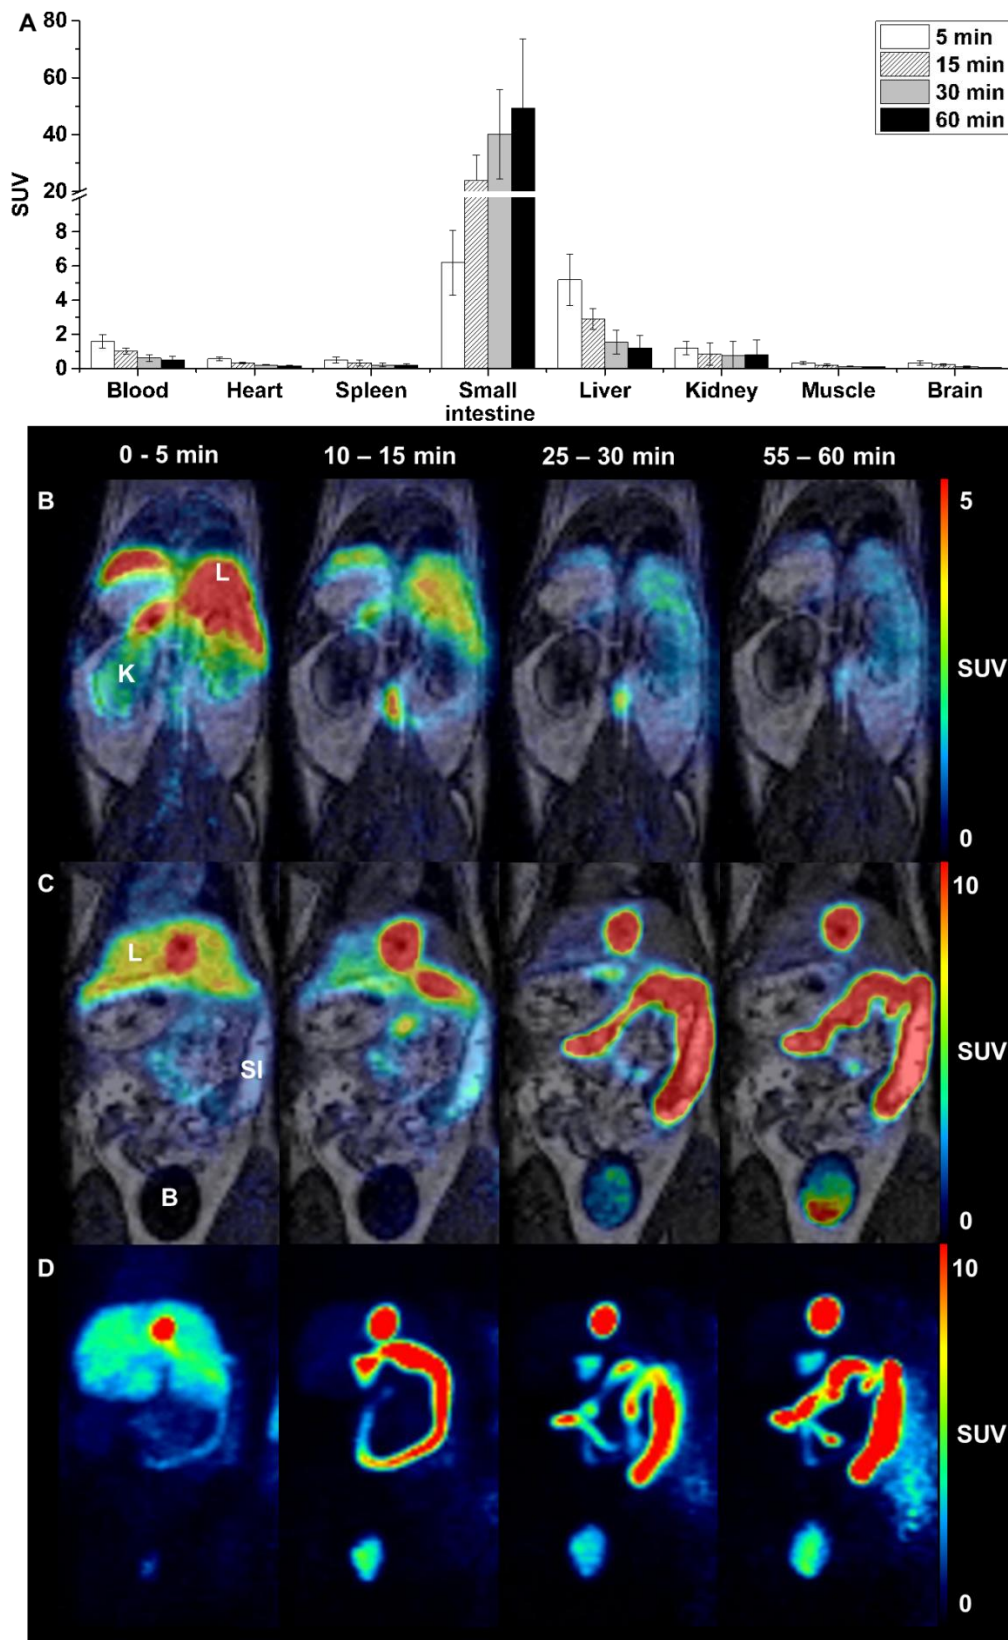 A
80
60
40
20
8
6
4
2
0
SUV
5 min
15 min
30 min
60 min
Blood Heart Spleen Small intestine Liver Kidney Muscle Brain
0 - 5 min 10 – 15 min 25 – 30 min 55 – 60 min
B
L
K
5
SUV
0
C
L
SI
B
10
SUV
0
D
10
SUV
0